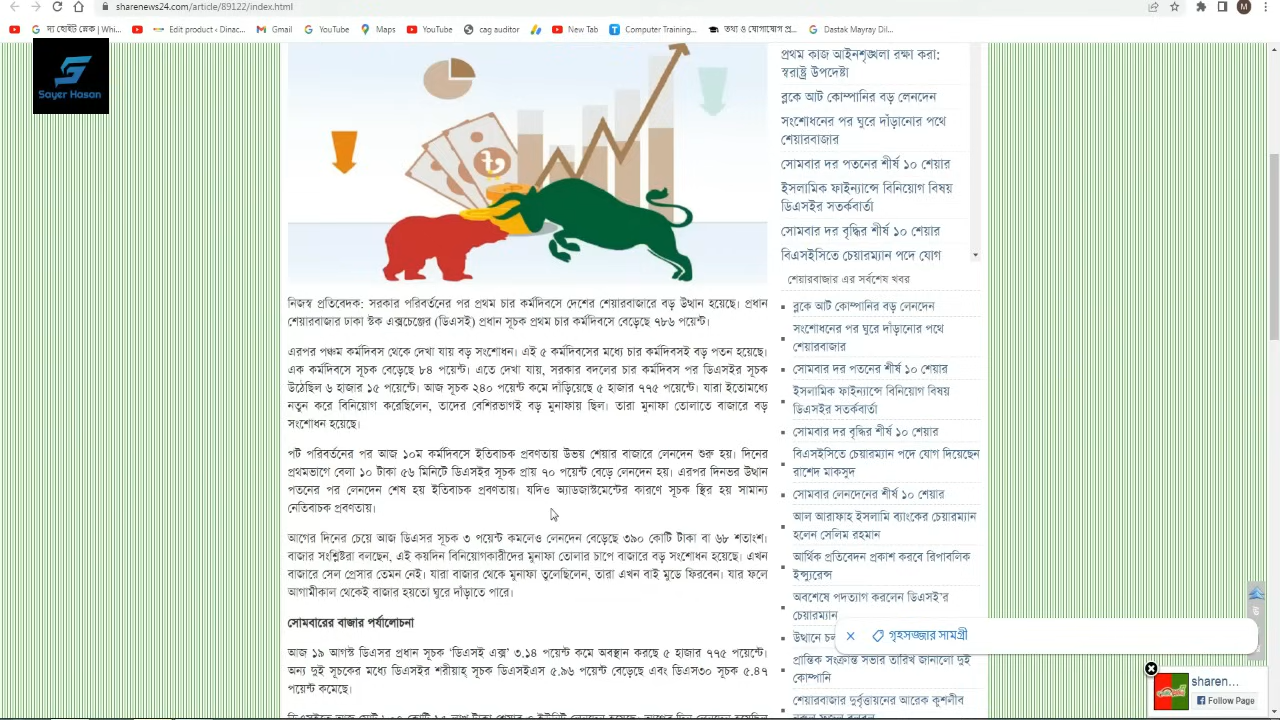 sharenews24.com/article/89122/index.html
M
দ্য হোইট স্নেক | Whi...
Edit product ‹ Dinac...
Gmail
YouTube
Maps
YouTube
cag auditor
New Tab
Computer Training...
তথ্য ও যোগাযোগ প্র...
Dastak Mayray Dil...
Sayer Hasan
প্রথম কাজ আইনশৃঙ্খলা রক্ষা করা:
স্বরাষ্ট্র উপদেষ্টা
ব্লকে আট কোম্পানির বড় লেনদেন
সংশোধনের পর ঘুরে দাঁড়ানোর পথে
শেয়ারবাজার
সোমবার দর পতনের শীর্ষ ১০ শেয়ার
ইসলামিক ফাইন্যান্সে বিনিয়োগ বিষয়
ডিএসইর সতর্কবার্তা
সোমবার দর বৃদ্ধির শীর্ষ ১০ শেয়ার
বিএসইসিতে চেয়ারম্যান পদে যোগ
শেয়ারবাজার এর সর্বশেষ খবর
ব্লকে আট কোম্পানির বড় লেনদেন
সংশোধনের পর ঘুরে দাঁড়ানোর পথে
শেয়ারবাজার
সোমবার দর পতনের শীর্ষ ১০ শেয়ার
ইসলামিক ফাইন্যান্সে বিনিয়োগ বিষয়
ডিএসইর সতর্কবার্তা
সোমবার দর বৃদ্ধির শীর্ষ ১০ শেয়ার
বিএসইসিতে চেয়ারম্যান পদে যোগ দিয়েছেন
রাশেদ মাকসুদ
সোমবার লেনদেনের শীর্ষ ১০ শেয়ার
আল আরাফাহ ইসলামি ব্যাংকের চেয়ারম্যান
হলেন সেলিম রহমান
আর্থিক প্রতিবেদন প্রকাশ করবে রিপাবলিক
ইন্স্যুরেন্স
অবশেষে পদত্যাগ করলেন ডিএসই'র
চেয়ারম্যান
উত্থানে চল
প্রান্তিক সংক্রান্ত সভার তারিখ জানালো দুই
কোম্পানি
শেয়ারবাজার দুর্বৃত্তায়নের আরেক কুশলীব
নিজস্ব প্রতিবেদক: সরকার পরিবর্তনের পর প্রথম চার কর্মদিবসে দেশের শেয়ারবাজারে বড় উত্থান হয়েছে। প্রধান
শেয়ারবাজার ঢাকা স্টক এক্সচেঞ্জের (ডিএসই) প্রধান সূচক প্রথম চার কর্মদিবসে বেড়েছে ৭৮৬ পয়েন্ট।
এরপর পঞ্চম কর্মদিবস থেকে দেখা যায় বড় সংশোধন। এই ৫ কর্মদিবসের মধ্যে চার কর্মদিবসই বড় পতন হয়েছে।
এক কর্মদিবসে সূচক বেড়েছে ৮৪ পয়েন্ট। এতে দেখা যায়, সরকার বদলের চার কর্মদিবস পর ডিএসইর সূচক
উঠেছিল ৬ হাজার ১৫ পয়েন্টে। আজ সূচক ২৪০ পয়েন্ট কমে দাঁড়িয়েছে ৫ হাজার ৭৭৫ পয়েন্টে। যারা ইতোমধ্যে
নতুন করে বিনিয়োগ করেছিলেন, তাদের বেশিরভাগই বড় মুনাফায় ছিল। তারা মুনাফা তোলাতে বাজারে বড়
সংশোধন হয়েছে।
পট পরিবর্তনের পর আজ ১০ম কর্মদিবসে ইতিবাচক প্রবণতায় উভয় শেয়ার বাজারে লেনদেন শুরু হয়। দিনের
প্রথমভাগে বেলা ১০ টাকা ৫৬ মিনিটে ডিএসইর সূচক প্রায় ৭০ পয়েন্ট বেড়ে লেনদেন হয়। এরপর দিনভর উত্থান
পতনের পর লেনদেন শেষ হয় ইতিবাচক প্রবণতায়। যদিও অ্যাডজাস্টমেন্টের কারণে সূচক স্থির হয় সামান্য
নেতিবাচক প্রবণতায়।
আগের দিনের চেয়ে আজ ডিএসর সূচক ৩ পয়েন্ট কমলেও লেনদেন বেড়েছে ৩৯০ কোটি টাকা বা ৬৮ শতাংশ।
বাজার সংশ্লিষ্টরা বলছেন, এই কয়দিন বিনিয়োগকারীদের মুনাফা তোলার চাপে বাজারে বড় সংশোধন হয়েছে। এখন
বাজারে সেল প্রেসার তেমন নেই। যারা বাজার থেকে মুনাফা তুলেছিলেন, তারা এখন বাই মুডে ফিরবেন। যার ফলে
আগামীকাল থেকেই বাজার হয়তো ঘুরে দাঁড়াতে পারে।
সোমবারের বাজার পর্যালোচনা
আজ ১৯ আগস্ট ডিএসর প্রধান সূচক 'ডিএসই এক্স' ৩.১৪ পয়েন্ট কমে অবস্থান করছে ৫ হাজার ৭৭৫ পয়েন্টে।
অন্য দুই সূচকের মধ্যে ডিএসইর শরীয়াহ্ সূচক ডিএসইএস ৫.৯৬ পয়েন্ট বেড়েছে এবং ডিএস৩০ সূচক ৫.৪৭
পয়েন্ট কমেছে।
গৃহসজ্জার সামগ্রী
sharen...
Follow Page